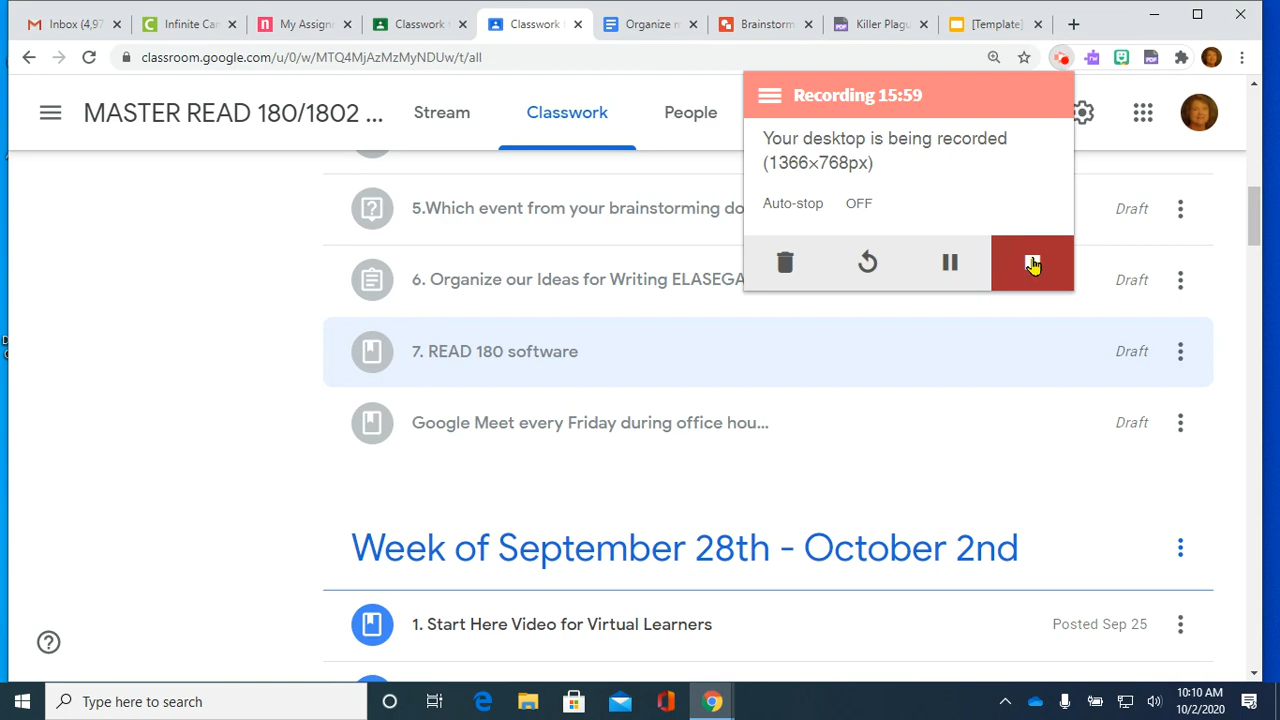 Inbox (4,97
Infinite Ca
My Assign
Classwork
Classwork
Organize m
Brainstorm
Killer Plagu
[Template]
classroom.google.com/u/0/w/MTQ4MjAzMzMyNDUw/t/all
MASTER READ 180/1802 ...
Stream
Classwork
People
Recording 15:59
Your desktop is being recorded
(1366×768px)
Auto-stop OFF
5.Which event from your brainstorming do
Draft
6. Organize our Ideas for Writing ELASEGA
Draft
7. READ 180 software
Draft
Google Meet every Friday during office hou...
Draft
Week of September 28th - October 2nd
1. Start Here Video for Virtual Learners
Posted Sep 25
Type here to search
10:10 AM
10/2/2020